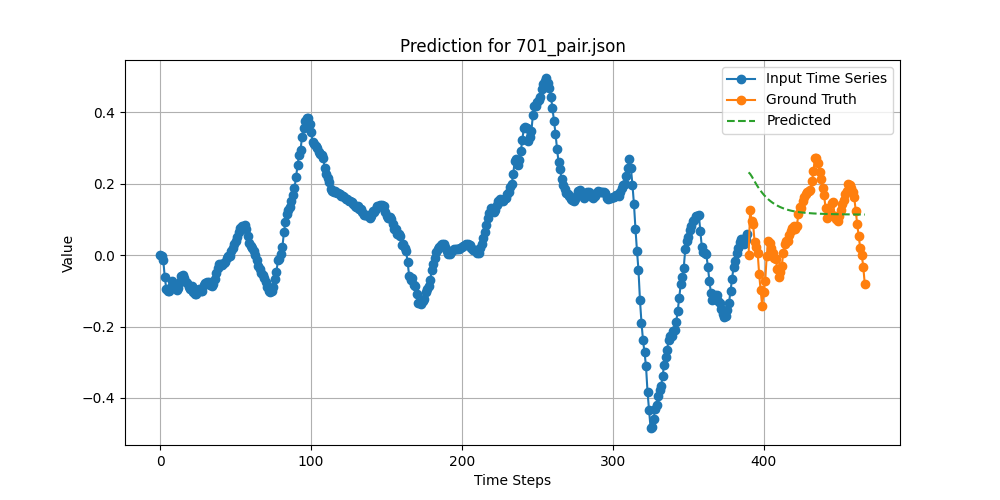 Prediction for 701_pair.json
Input Time Series
Ground Truth
Predicted
Value
0.4
0.2
0.0
−0.2
−0.4
0 100 200 300 400
Time Steps